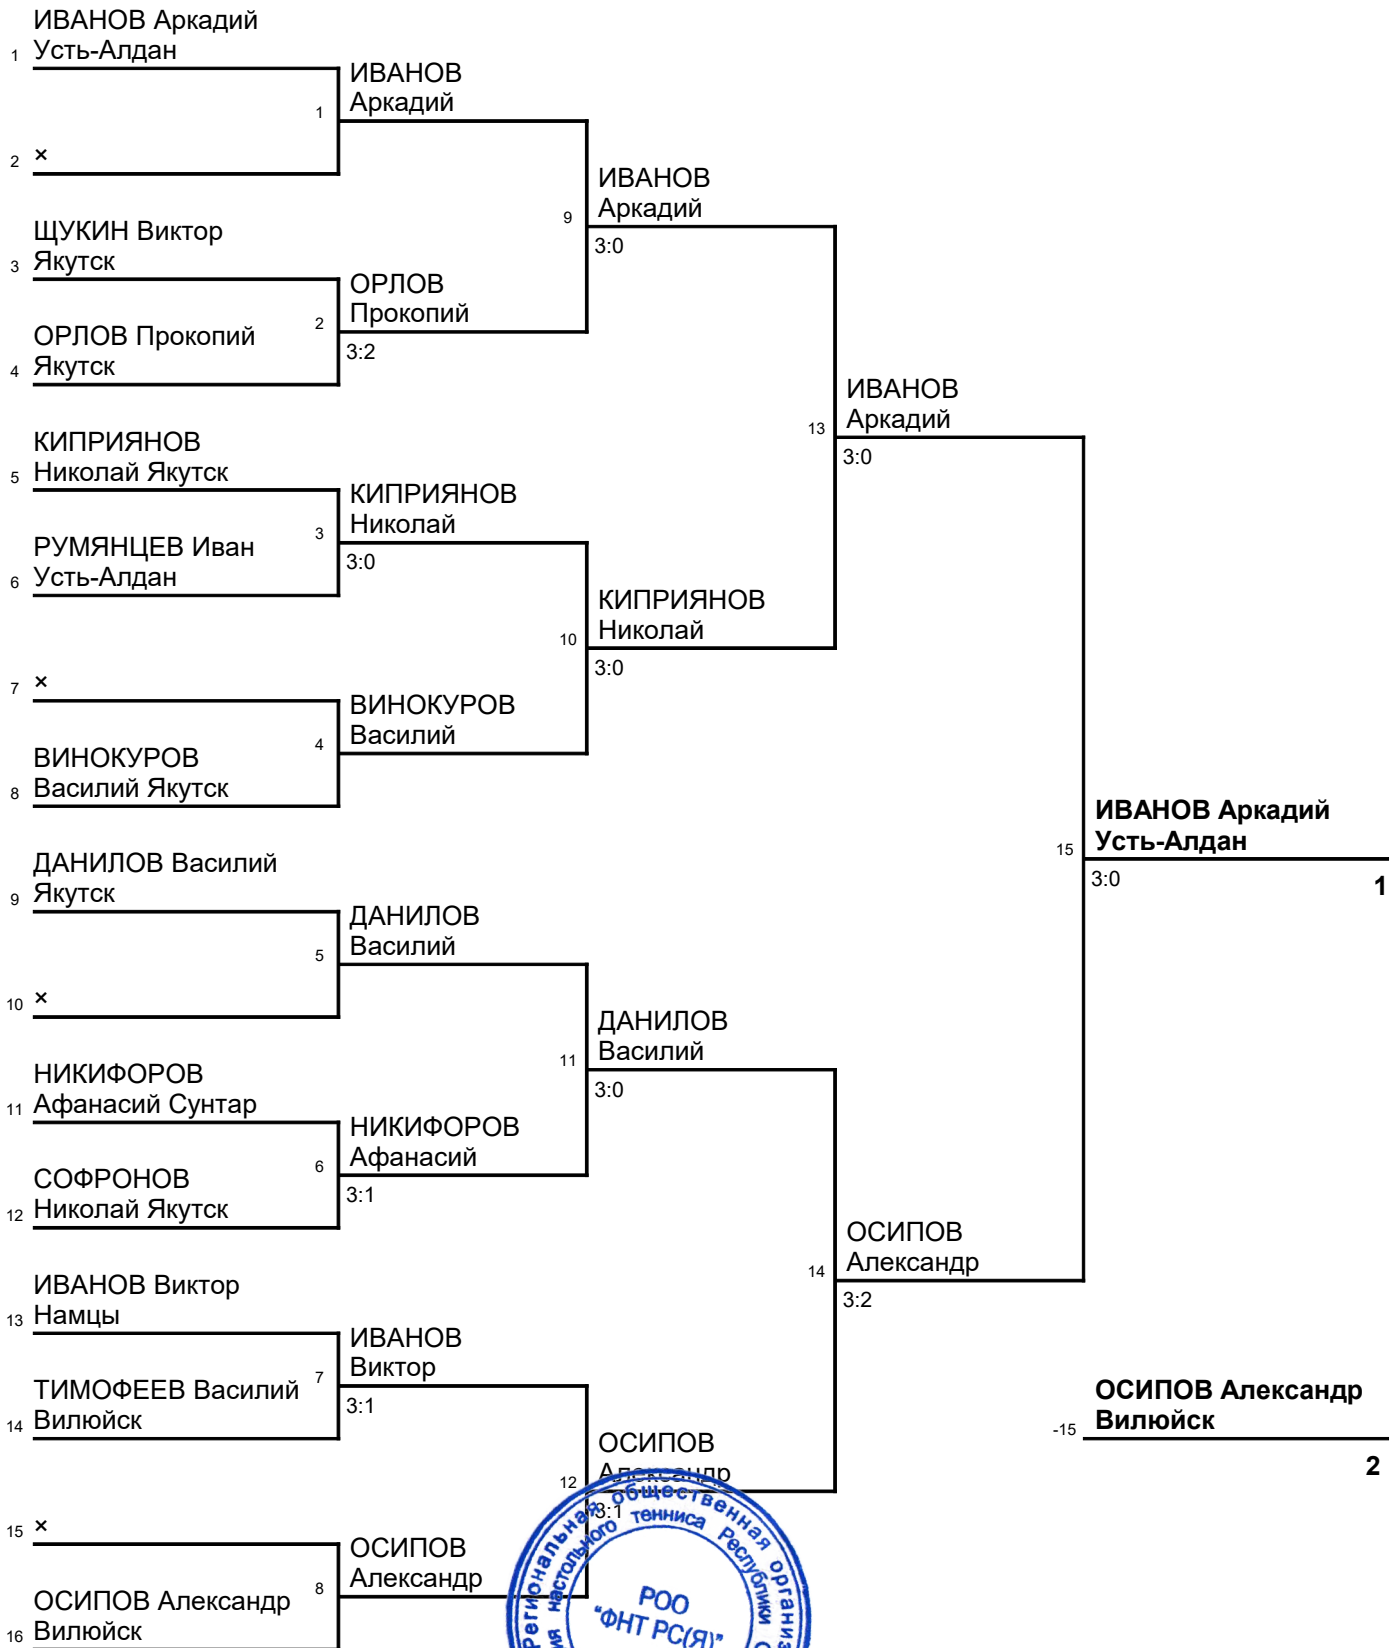 ИВАНОВ Аркадий
1 Усть-Алдан
ИВАНОВ
Аркадий
1
2 ×
ИВАНОВ
Аркадий
9
3:0
ЩУКИН Виктор
3 Якутск
ОРЛОВ
Прокопий
2
3:2
ОРЛОВ Прокопий
4 Якутск
ИВАНОВ
Аркадий
13
3:0
КИПРИЯНОВ
5 Николай Якутск
КИПРИЯНОВ
Николай
3
3:0
РУМЯНЦЕВ Иван
6 Усть-Алдан
КИПРИЯНОВ
Николай
10
3:0
7 ×
ВИНОКУРОВ
Василий
4
ВИНОКУРОВ
8 Василий Якутск
ИВАНОВ Аркадий
Усть-Алдан
15
3:0
1
ДАНИЛОВ Василий
9 Якутск
ДАНИЛОВ
Василий
5
10 ×
ДАНИЛОВ
Василий
11
3:0
НИКИФОРОВ
11 Афанасий Сунтар
НИКИФОРОВ
Афанасий
6
3:1
СОФРОНОВ
12 Николай Якутск
ОСИПОВ
Александр
14
3:2
ИВАНОВ Виктор
13 Намцы
ИВАНОВ
Виктор
7
3:1
ТИМОФЕЕВ Василий
14 Вилюйск
ОСИПОВ Александр
-15 Вилюйск
2
ОСИПОВ
Александр
12
3:1
15 ×
ОСИПОВ
Александр
8
ОСИПОВ Александр
16 Вилюйск
Региональная общественная
настольного тенниса Республики
РОО
"ФНТ РС(Я)"